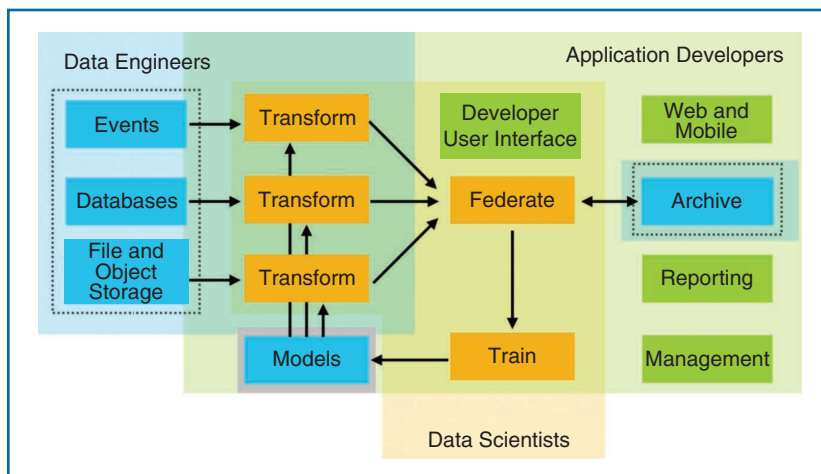 Data Engineers
Application Developers
Events
Transform
Developer
User Interface
Web and
Mobile
Databases
Transform
Federate
Archive
File and
Object
Storage
Transform
Reporting
Models
Train
Management
Data Scientists